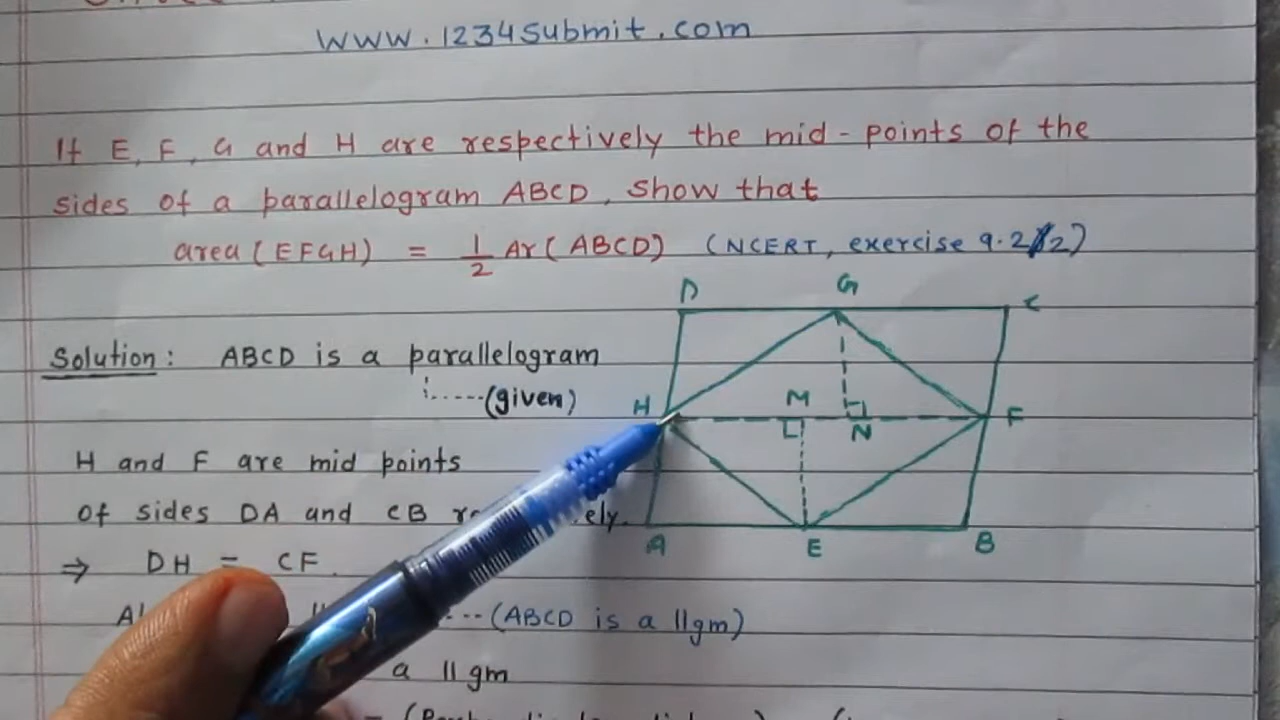 www.1234submit.com
If E, F, G and H are respectively the mid-points of the
sides of a parallelogram ABCD, show that
area(EFGH) = 1/2 Ar(ABCD) (NCERT, exercise 9.2/2)
D G C
Solution: ABCD is a parallelogram
(given)
H M N F
H and F are mid points
of sides DA and CB
A E B
⇒ DH = CF.
(ABCD is a ||gm)
a ||gm